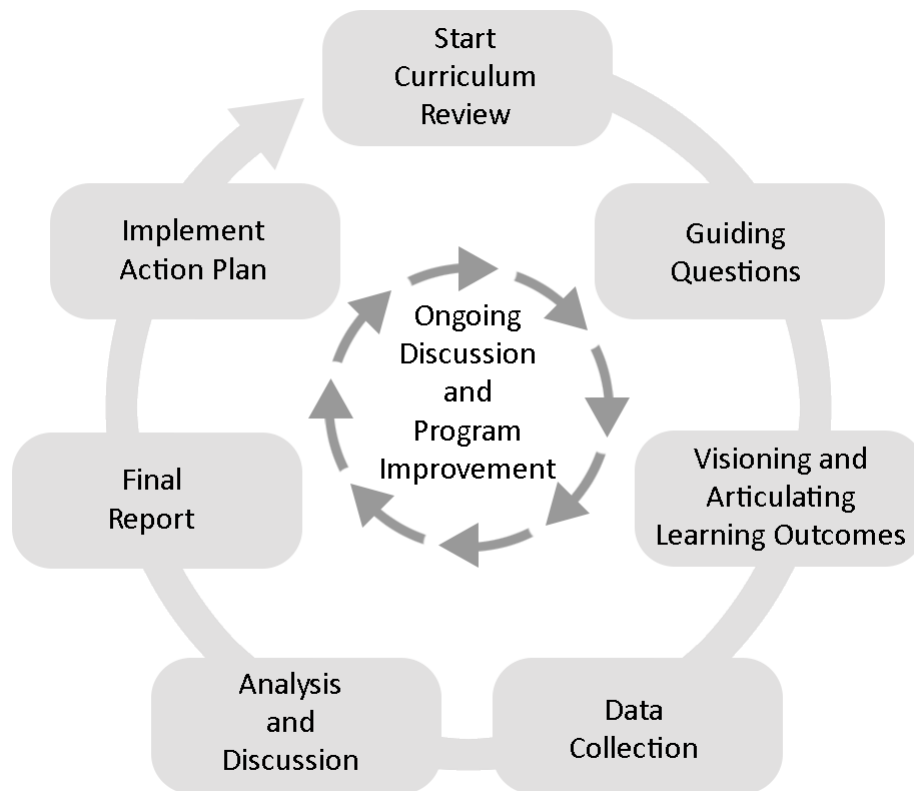 Start
Curriculum
Review
Guiding
Questions
Visioning and
Articulating
Learning Outcomes
Data
Collection
Analysis
and
Discussion
Final
Report
Implement
Action Plan
Ongoing
Discussion
and
Program
Improvement